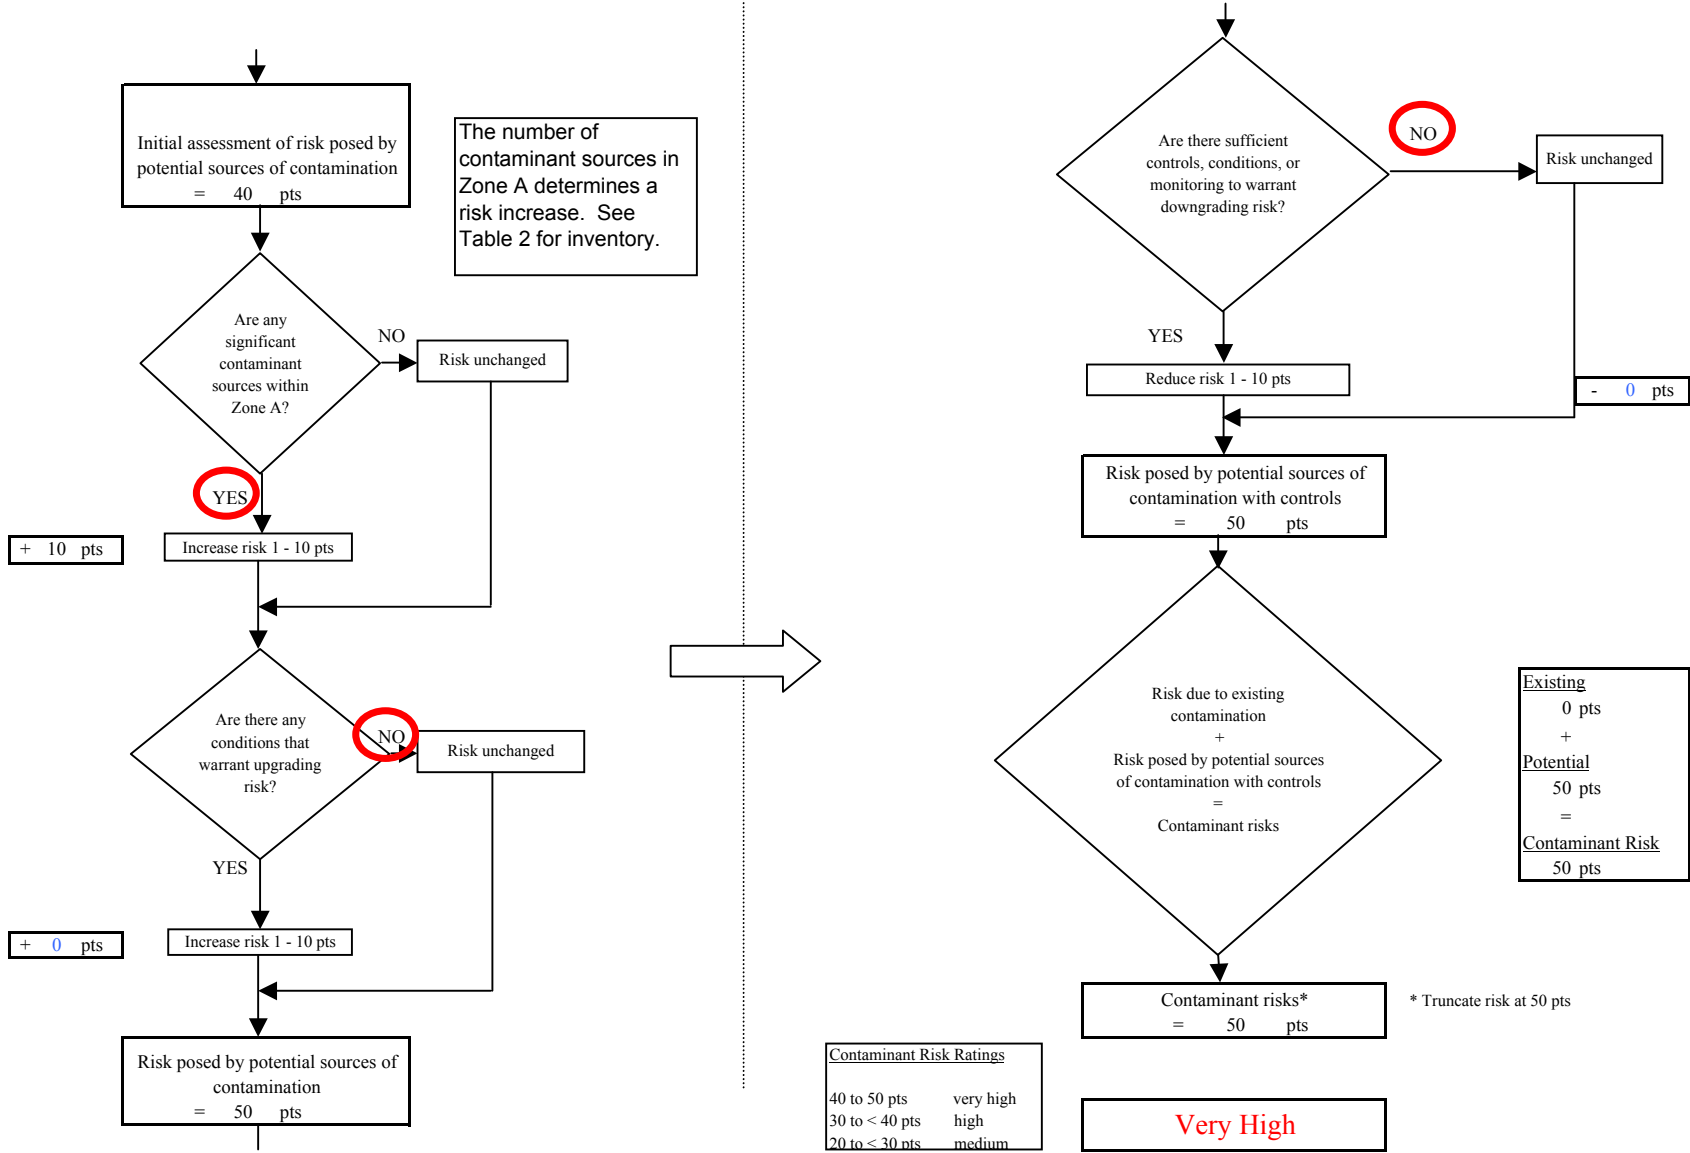 Initial assessment of risk posed by
potential sources of contamination
= 40 pts
The number of
contaminant sources in
Zone A determines a
risk increase. See
Table 2 for inventory.
Are any
significant
contaminant
sources within
Zone A?
NO
Risk unchanged
YES
+ 10 pts
Increase risk 1 - 10 pts
Are there any
conditions that
warrant upgrading
risk?
NO
Risk unchanged
YES
+ 0 pts
Increase risk 1 - 10 pts
Risk posed by potential sources of
contamination
= 50 pts
Are there sufficient
controls, conditions, or
monitoring to warrant
downgrading risk?
NO
Risk unchanged
YES
Reduce risk 1 - 10 pts
- 0 pts
Risk posed by potential sources of
contamination with controls
= 50 pts
Risk due to existing
contamination
+
Risk posed by potential sources
of contamination with controls
=
Contaminant risks
Existing
0 pts
+
Potential
50 pts
=
Contaminant Risk
50 pts
Contaminant risks*
= 50 pts
* Truncate risk at 50 pts
Contaminant Risk Ratings
40 to 50 pts very high
30 to < 40 pts high
20 to < 30 pts medium
Very High